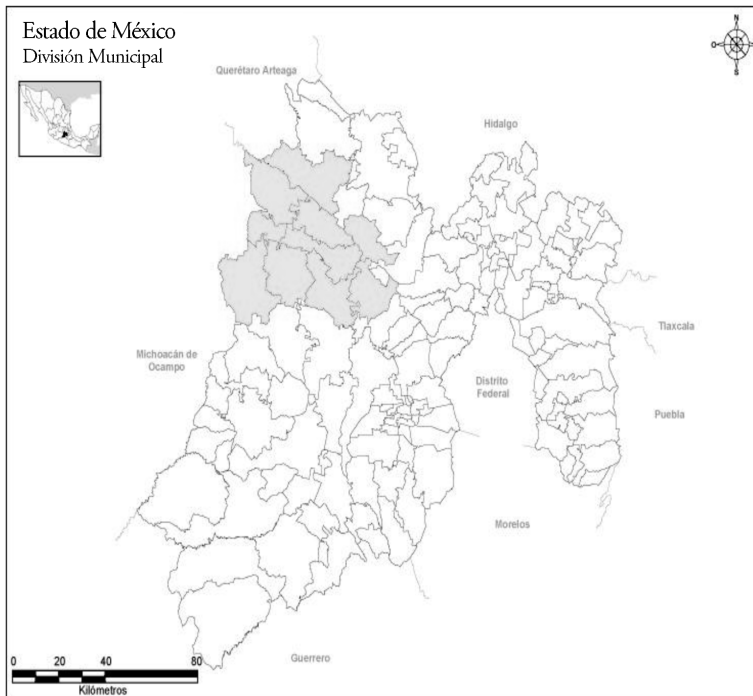 Estado de México
División Municipal
N
O E
S
Querétaro Arteaga
Hidalgo
Tlaxcala
Michoacán de
Ocampo
Distrito
Federal
Puebla
Morelos
Guerrero
0 20 40 80
Kilómetros